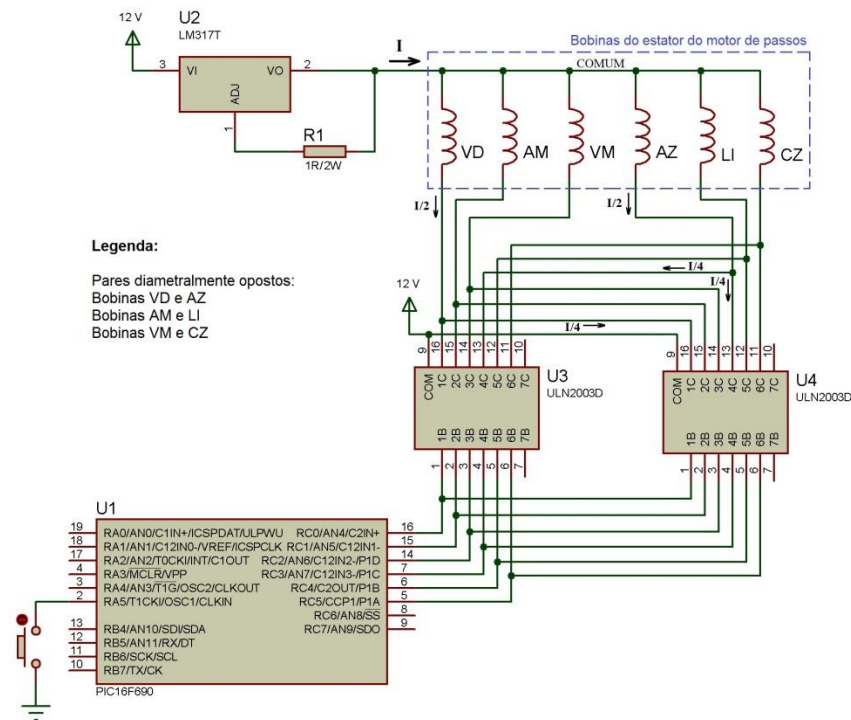 12 V
U2
LM317T
3
VI
VO
2
ADJ
1
R1
1R/2W
I
Bobinas do estator do motor de passos
COMUM
VD
AM
VM
AZ
LI
CZ
I/2
I/2
I/4
I/4
I/4
Legenda:
Pares diametralmente opostos:
Bobinas VD e AZ
Bobinas AM e LI
Bobinas VM e CZ
12 V
9 16 15 14 13 12 11 10
COM 1C 2C 3C 4C 5C 6C 7C
U3
ULN2003D
1B 2B 3B 4B 5B 6B 7B
1 2 3 4 5 6 7
9 16 15 14 13 12 11 10
COM 1C 2C 3C 4C 5C 6C 7C
U4
ULN2003D
1B 2B 3B 4B 5B 6B 7B
1 2 3 4 5 6 7
U1
19 RA0/AN0/C1IN+/ICSPDAT/ULPWU RC0/AN4/C2IN+ 16
18 RA1/AN1/C12IN0-/VREF/ICSPCLK RC1/AN5/C12IN1- 15
17 RA2/AN2/T0CKI/INT/C1OUT RC2/AN6/C12IN2-/P1D 14
4 RA3/MCLR/VPP RC3/AN7/C12IN3-/P1C 7
3 RA4/AN3/T1G/OSC2/CLKOUT RC4/C2OUT/P1B 6
2 RA5/T1CKI/OSC1/CLKIN RC5/CCP1/P1A 5
RC6/AN8/SS 8
13 RB4/AN10/SDI/SDA RC7/AN9/SDO 9
12 RB5/AN11/RX/DT
11 RB6/SCK/SCL
10 RB7/TX/CK
PIC16F690